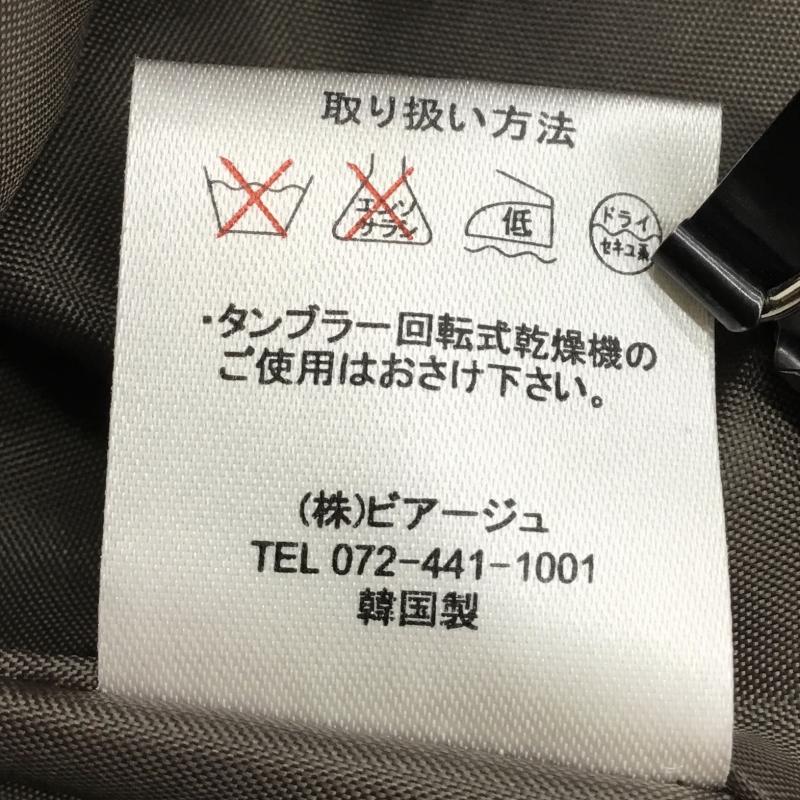 取り扱い方法
エンソ
サラシ
低
ドライ
セキユ系
・タンブラー回転式乾燥機の
ご使用はおさけ下さい。
(株)ビアージュ
TEL 072-441-1001
韓国製